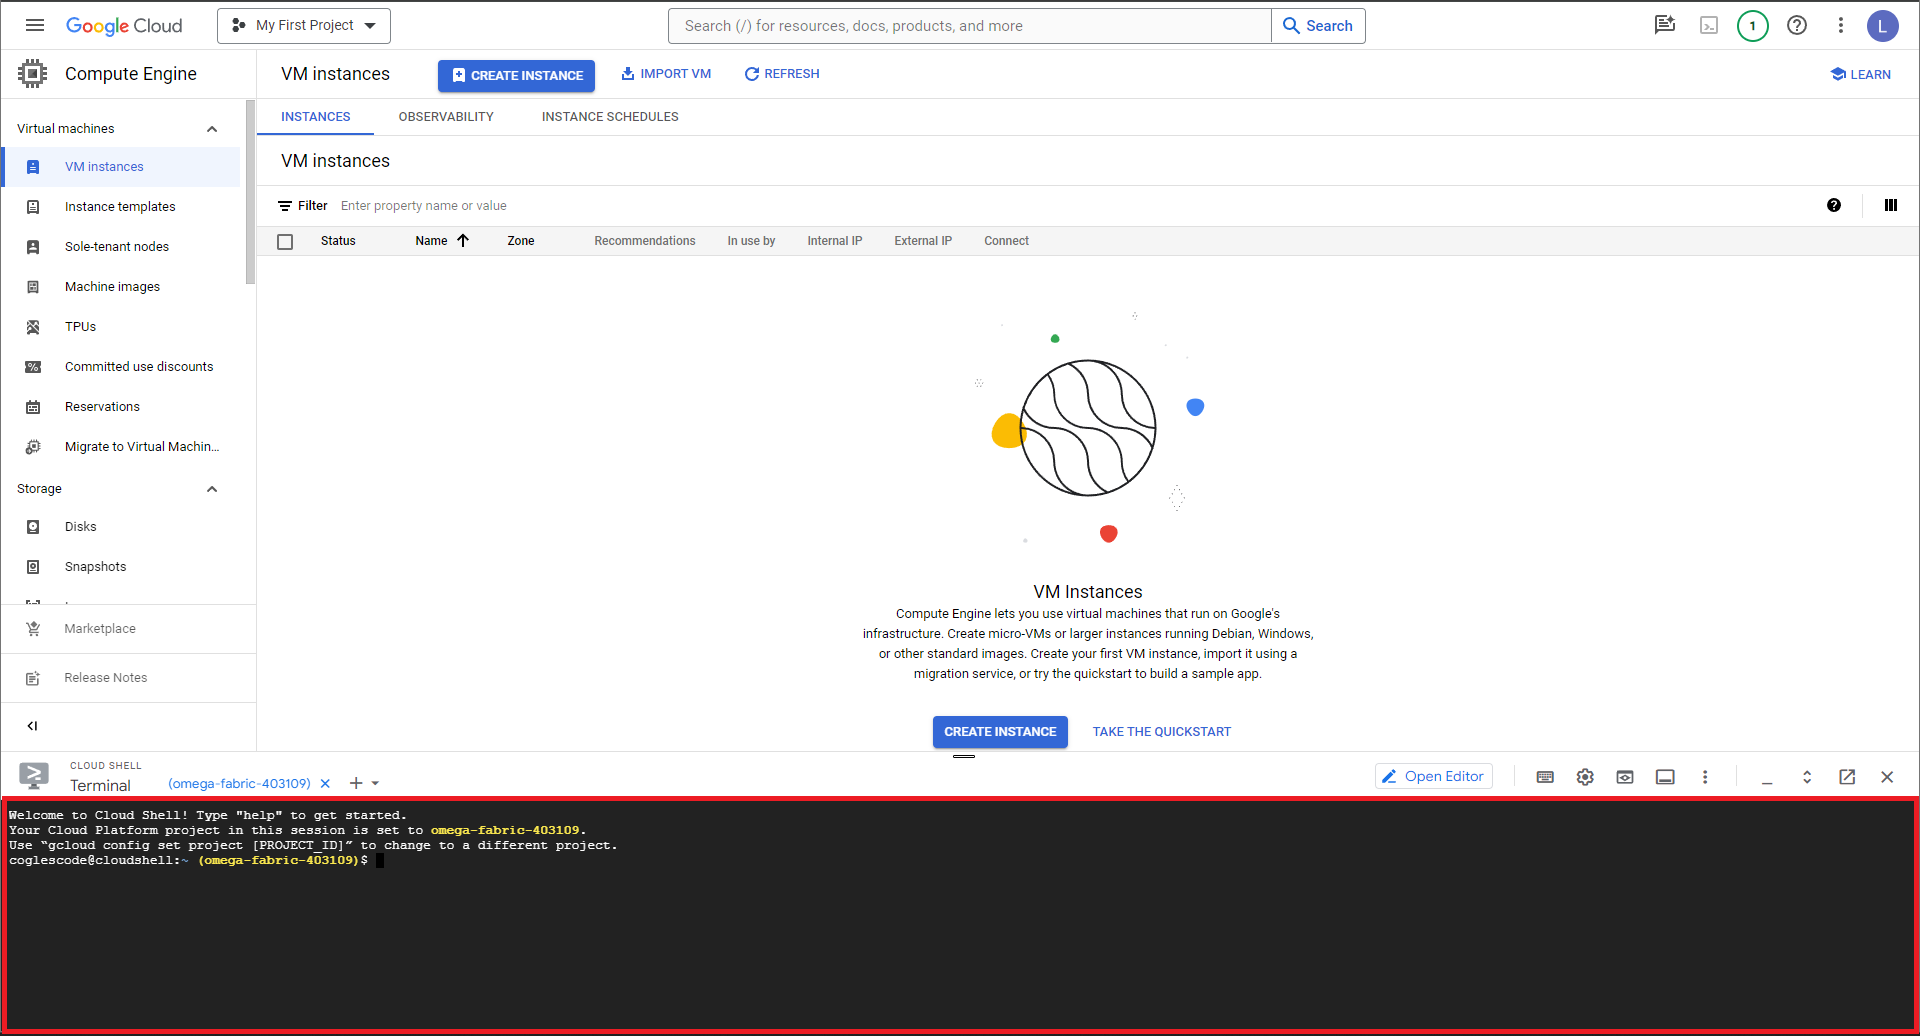 Google Cloud
My First Project
Search (/) for resources, docs, products, and more
Search
1
L
Compute Engine
VM instances
CREATE INSTANCE
IMPORT VM
REFRESH
LEARN
Virtual machines
VM instances
Instance templates
Sole-tenant nodes
Machine images
TPUs
Committed use discounts
Reservations
Migrate to Virtual Machin...
Storage
Disks
Snapshots
Marketplace
Release Notes
INSTANCES
OBSERVABILITY
INSTANCE SCHEDULES
VM instances
Filter
Enter property name or value
Status
Name
Zone
Recommendations
In use by
Internal IP
External IP
Connect
VM Instances
Compute Engine lets you use virtual machines that run on Google's
infrastructure. Create micro-VMs or larger instances running Debian, Windows,
or other standard images. Create your first VM instance, import it using a
migration service, or try the quickstart to build a sample app.
CREATE INSTANCE
TAKE THE QUICKSTART
CLOUD SHELL
Terminal
(omega-fabric-403109)
Open Editor
Welcome to Cloud Shell! Type "help" to get started.
Your Cloud Platform project in this session is set to omega-fabric-403109.
Use “gcloud config set project [PROJECT_ID]” to change to a different project.
coglescode@cloudshell:~ (omega-fabric-403109)$